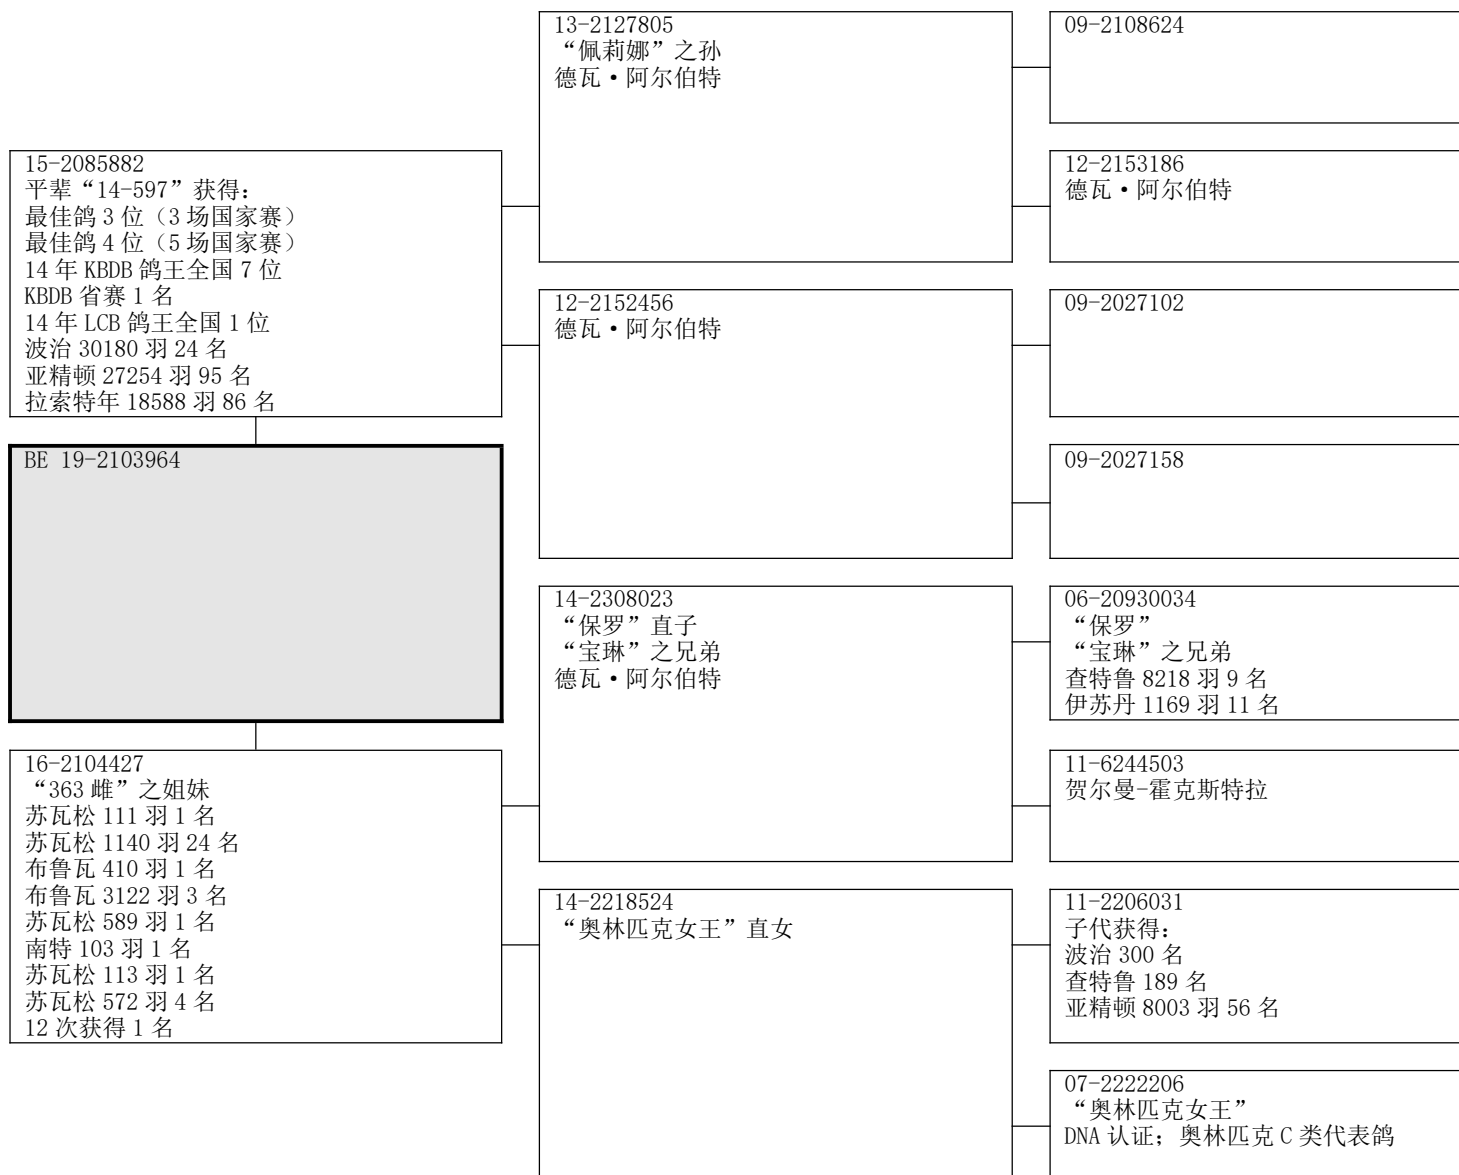 15-2085882
平辈“14-597”获得：
最佳鸽 3 位（3 场国家赛）
最佳鸽 4 位（5 场国家赛）
14 年 KBDB 鸽王全国 7 位
KBDB 省赛 1 名
14 年 LCB 鸽王全国 1 位
波治 30180 羽 24 名
亚精顿 27254 羽 95 名
拉索特年 18588 羽 86 名
BE 19-2103964
16-2104427
“363 雌”之姐妹
苏瓦松 111 羽 1 名
苏瓦松 1140 羽 24 名
布鲁瓦 410 羽 1 名
布鲁瓦 3122 羽 3 名
苏瓦松 589 羽 1 名
南特 103 羽 1 名
苏瓦松 113 羽 1 名
苏瓦松 572 羽 4 名
12 次获得 1 名
13-2127805
“佩莉娜”之孙
德瓦·阿尔伯特
12-2152456
德瓦·阿尔伯特
14-2308023
“保罗”直子
“宝琳”之兄弟
德瓦·阿尔伯特
14-2218524
“奥林匹克女王”直女
09-2108624
12-2153186
德瓦·阿尔伯特
09-2027102
09-2027158
06-20930034
“保罗”
“宝琳”之兄弟
查特鲁 8218 羽 9 名
伊苏丹 1169 羽 11 名
11-6244503
贺尔曼-霍克斯特拉
11-2206031
子代获得：
波治 300 名
查特鲁 189 名
亚精顿 8003 羽 56 名
07-2222206
“奥林匹克女王”
DNA 认证；奥林匹克 C 类代表鸽